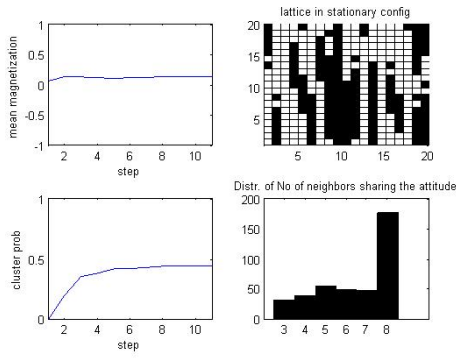 lattice in stationary config
1
0.5
0
-0.5
-1
mean magnetization
2 4 6 8 10
step
20
15
10
5
5 10 15 20
Distr. of No of neighbors sharing the attitude
1
0.5
0
cluster prob
2 4 6 8 10
step
200
150
100
50
0
3 4 5 6 7 8